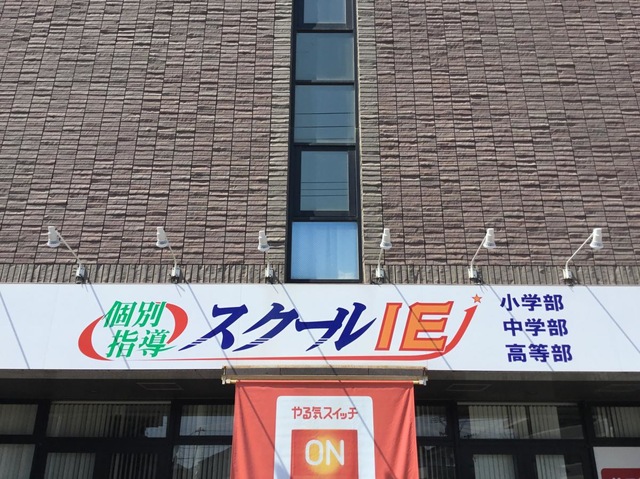 個別
指導
スクールIE
小学部
中学部
高等部
やる気スイッチ
ON